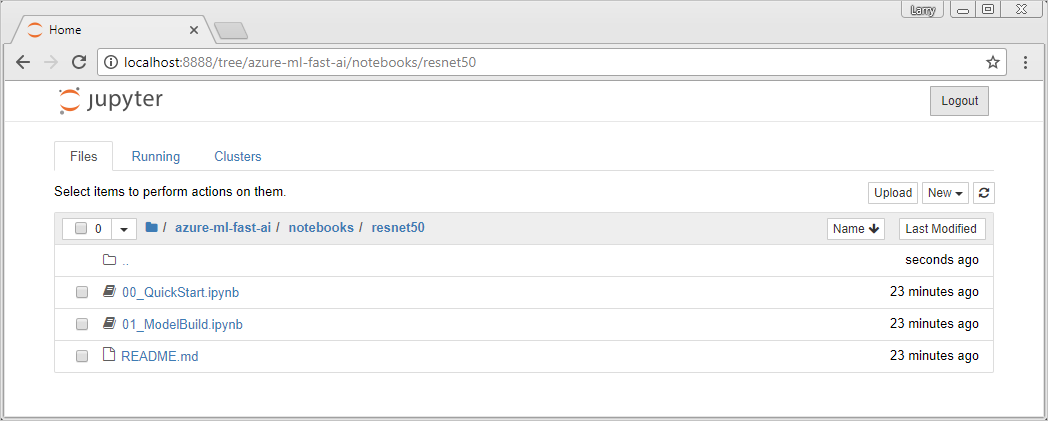 Larry
Home
localhost:8888/tree/azure-ml-fast-ai/notebooks/resnet50
jupyter
Logout
Files Running Clusters
Select items to perform actions on them.
Upload New
0 / azure-ml-fast-ai / notebooks / resnet50 Name Last Modified
.. seconds ago
00_QuickStart.ipynb 23 minutes ago
01_ModelBuild.ipynb 23 minutes ago
README.md 23 minutes ago